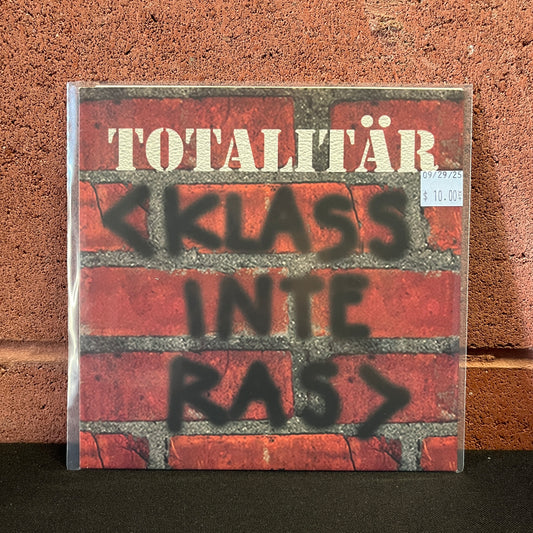 TOTALITÄR
09/29/25
$ 10.00
<KLASS
INTE
RAS>